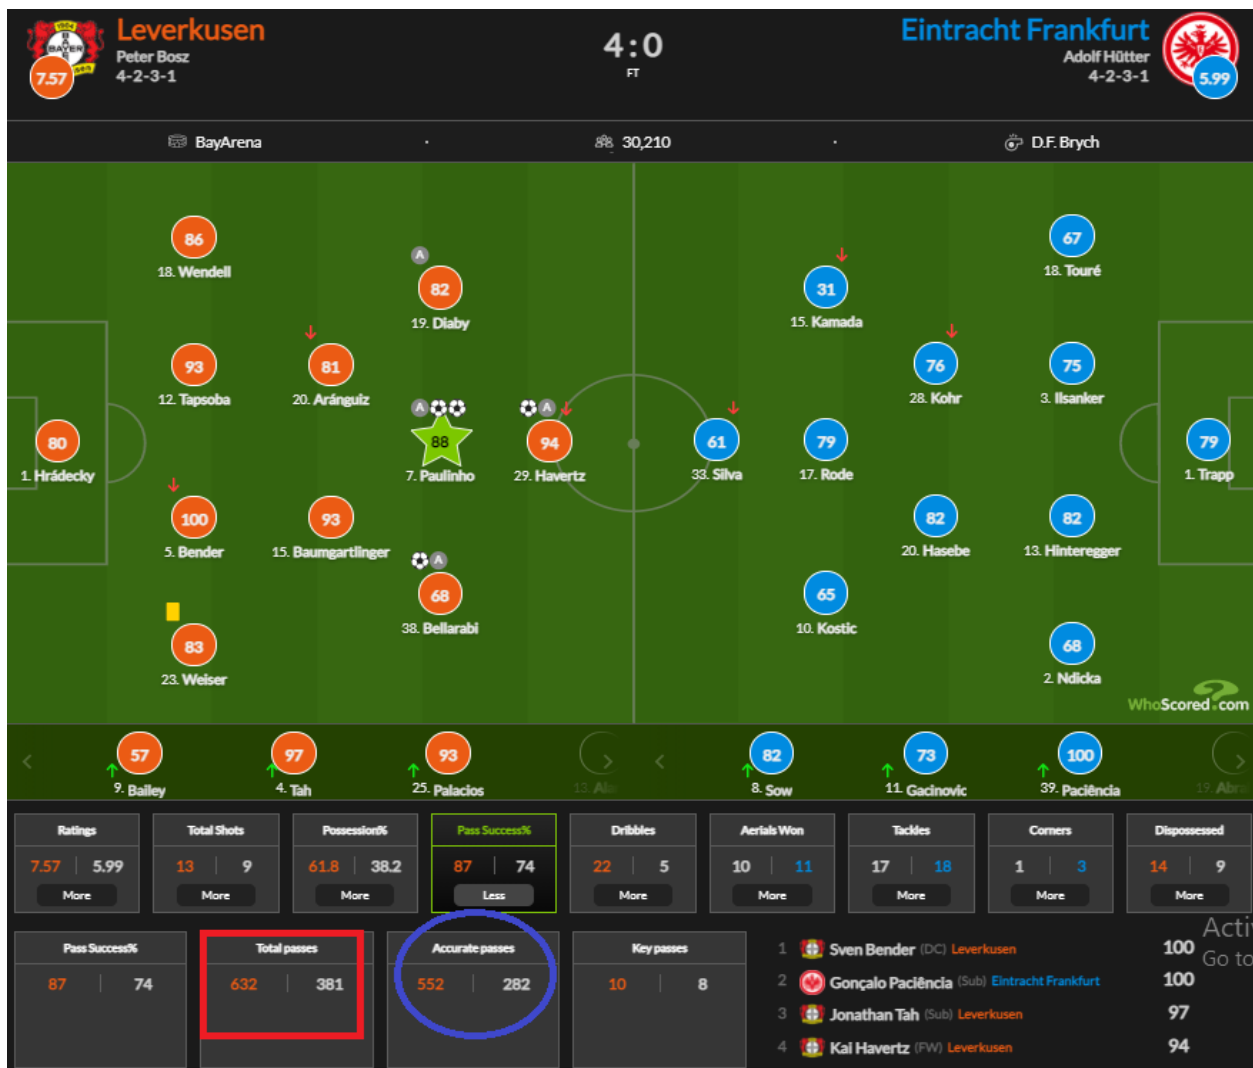 Leverkusen
Peter Bosz
4-2-3-1
7.57
4 : 0
FT
Eintracht Frankfurt
Adolf Hütter
4-2-3-1
5.99
BayArena
30,210
D.F. Brych
86
18. Wendell
93
12. Tapsoba
80
1. Hrádecky
100
5. Bender
83
23. Weiser
81
20. Aránguiz
93
15. Baumgartlinger
A
82
19. Diaby
A
88
7. Paulinho
A
68
38. Bellarabi
A
94
29. Havertz
61
33. Silva
31
15. Kamada
79
17. Rode
65
10. Kostic
76
28. Kohr
82
20. Hasebe
67
18. Touré
75
3. Ilsanker
82
13. Hinteregger
68
2. Ndicka
79
1. Trapp
WhoScored.com
57
9. Bailey
97
4. Tah
93
25. Palacios
82
8. Sow
73
11. Gacinovic
100
39. Paciência
Ratings
7.57 | 5.99
More
Total Shots
13 | 9
More
Possession%
61.8 | 38.2
More
Pass Success%
87 | 74
Less
Dribbles
22 | 5
More
Aerials Won
10 | 11
More
Tackles
17 | 18
More
Corners
1 | 3
More
Dispossessed
14 | 9
More
Pass Success%
87 | 74
Total passes
632 | 381
Accurate passes
552 | 282
Key passes
10 | 8
1 Sven Bender (DC) Leverkusen 100
2 Gonçalo Paciência (Sub) Eintracht Frankfurt 100
3 Jonathan Tah (Sub) Leverkusen 97
4 Kai Havertz (FW) Leverkusen 94
Go to